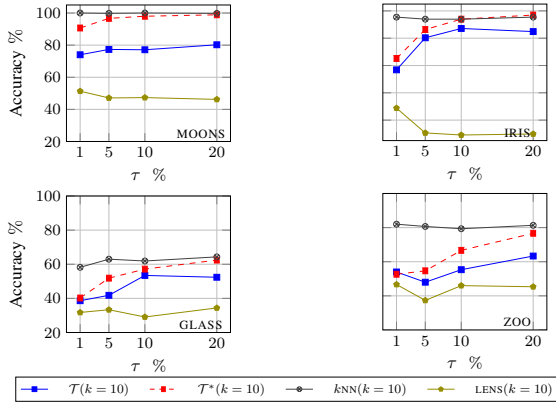 100
80
60
40
20
Accuracy %
MOONS
1 5 10 20
τ %
IRIS
1 5 10 20
τ %
100
80
60
40
20
Accuracy %
GLASS
1 5 10 20
τ %
ZOO
1 5 10 20
τ %
𝒯(k = 10) 𝒯*(k = 10) kNN(k = 10) LENS(k = 10)